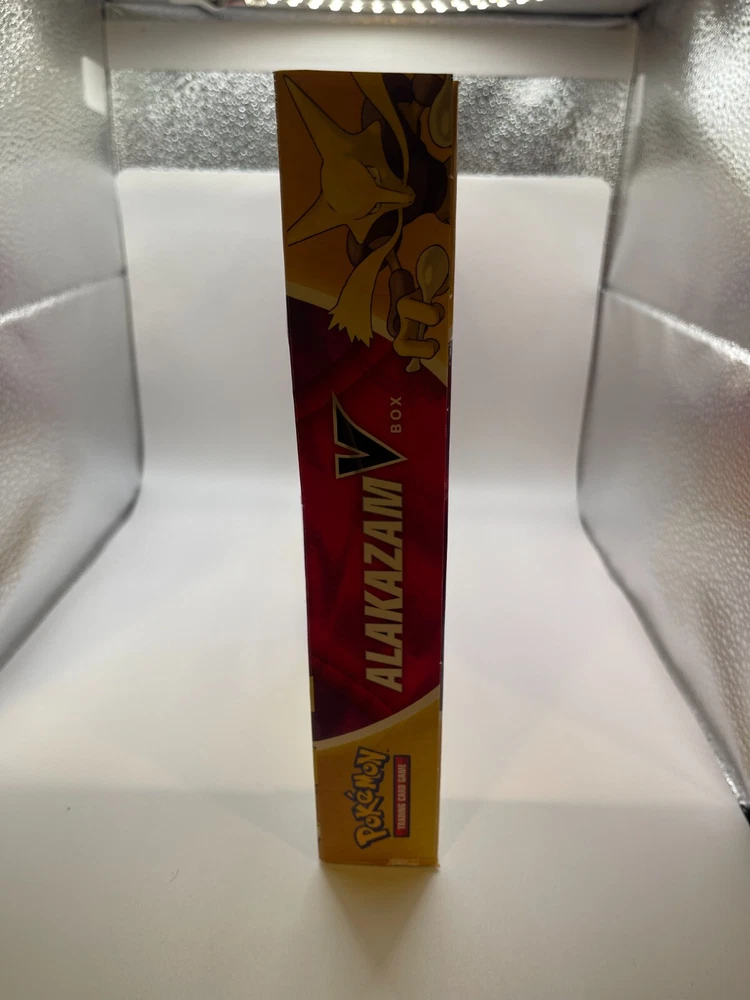 POKéMON
TRADING CARD GAME
ALAKAZAM V
BOX